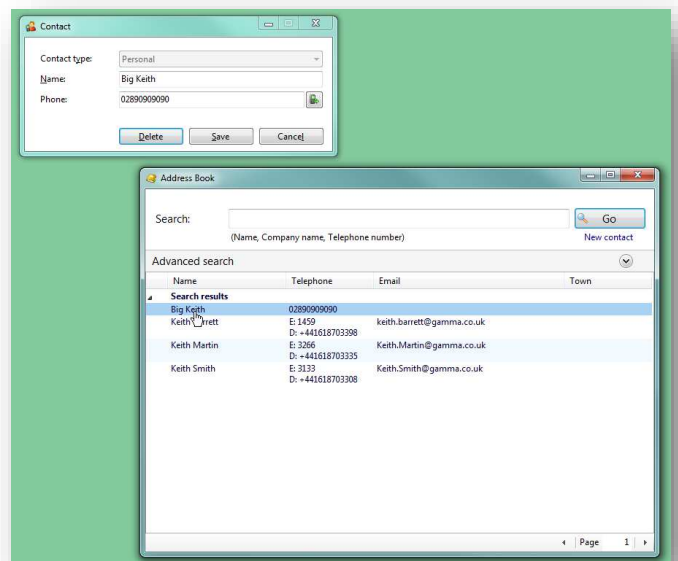 Contact
Contact type: Personal
Name: Big Keith
Phone: 02890909090
Delete Save Cancel
Address Book
Search: Go
(Name, Company name, Telephone number) New contact
Advanced search
Name Telephone Email Town
Search results
Big Keith 02890909090
Keith E: 1459 keith.barrett@gamma.co.uk
D: +441618703398
Keith Martin E: 3266 Keith.Martin@gamma.co.uk
D: +441618703335
Keith Smith E: 3133 Keith.Smith@gamma.co.uk
D: +441618703308
Page 1